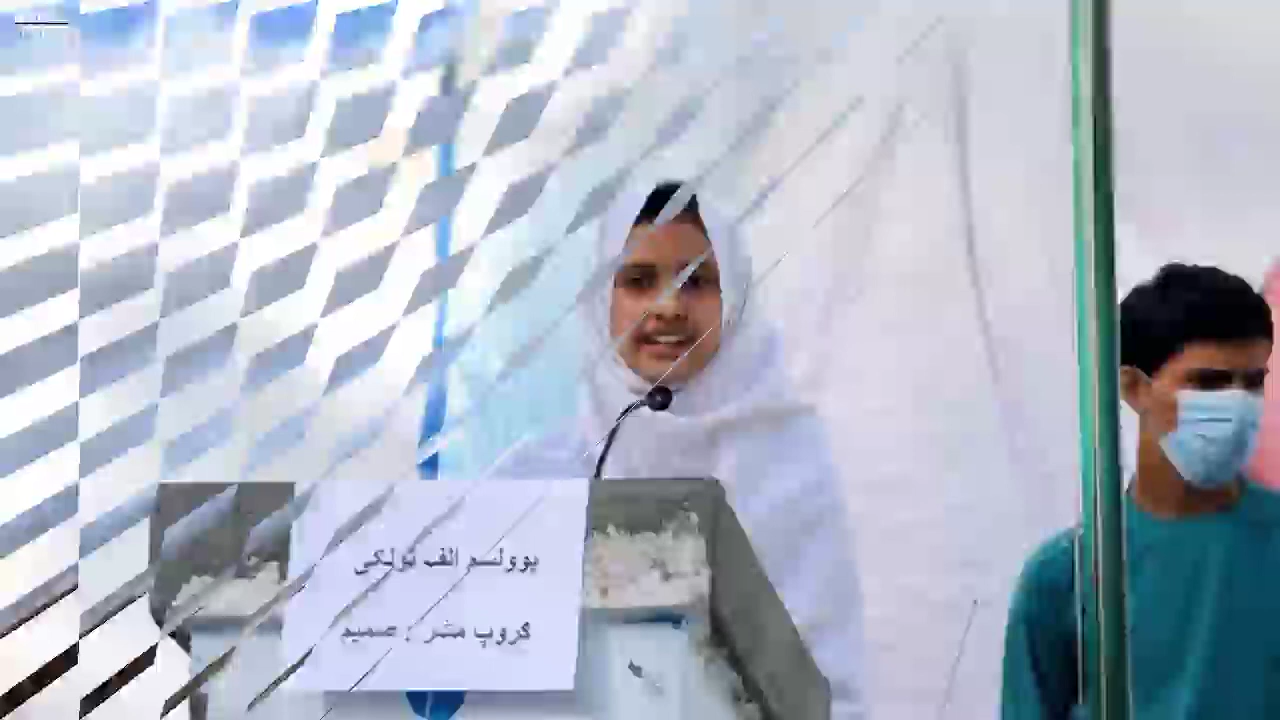 یوولسم الف ټولګی
ګروپ مشر : صمیم